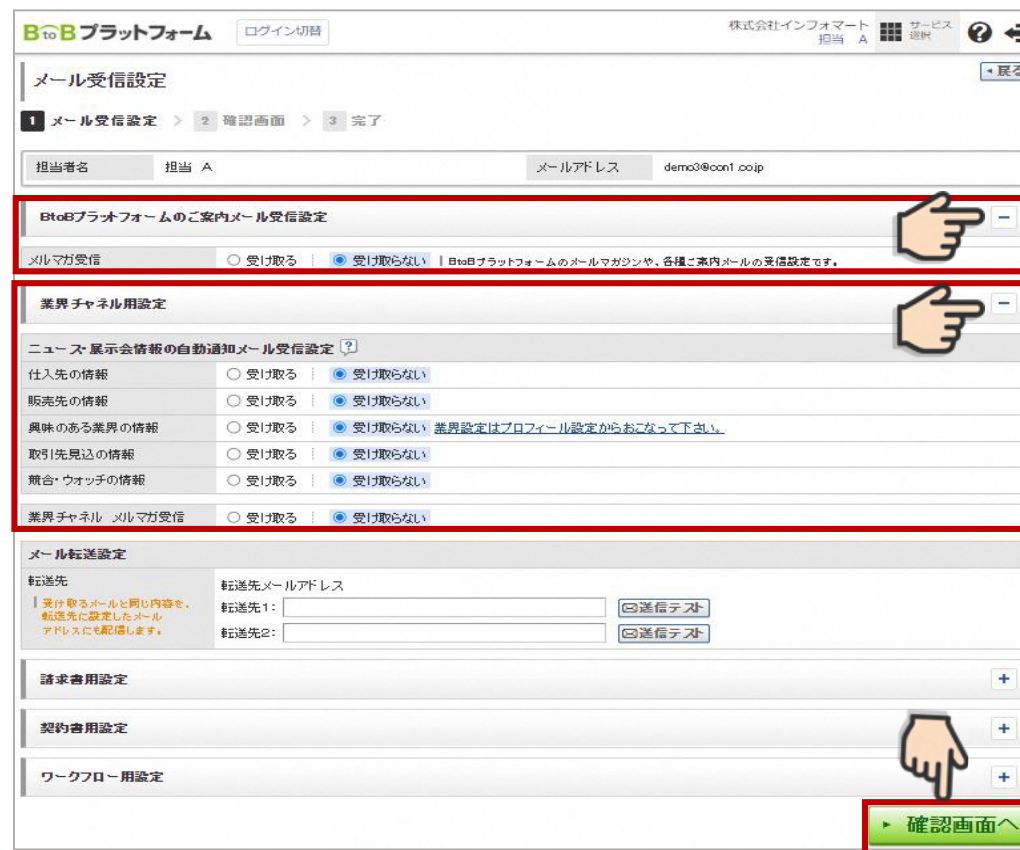 BtoBプラットフォーム ログイン切替 株式会社インフォマート サービス
担当 A 選択
メール受信設定 戻る
1 メール受信設定 > 2 確認画面 > 3 完了
担当者名 担当 A メールアドレス demo3@con1.co.jp
BtoBプラットフォームのご案内メール受信設定
メルマガ受信 受け取る 受け取らない BtoBプラットフォームのメールマガジンや、各種ご案内メールの受信設定です。
業界チャネル用設定
ニュース・展示会情報の自動通知メール受信設定 ?
仕入先の情報 受け取る 受け取らない
販売先の情報 受け取る 受け取らない
興味のある業界の情報 受け取る 受け取らない 業界設定はプロフィール設定からおこなって下さい。
取引先見込の情報 受け取る 受け取らない
競合・ウォッチの情報 受け取る 受け取らない
業界チャネル メルマガ受信 受け取る 受け取らない
メール転送設定
転送先 転送先メールアドレス
受け取るメールと同じ内容を、
転送先に設定したメール
アドレスにも配信します。
転送先1: 送信テスト
転送先2: 送信テスト
請求書用設定 +
契約書用設定 +
ワークフロー用設定 +
確認画面へ